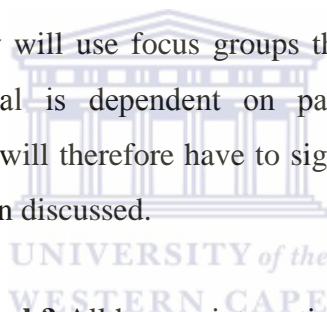 will use focus groups th
al is dependent on pa
will therefore have to sig
n discussed.
UNIVERSITY of the
WESTERN CAPE
All h